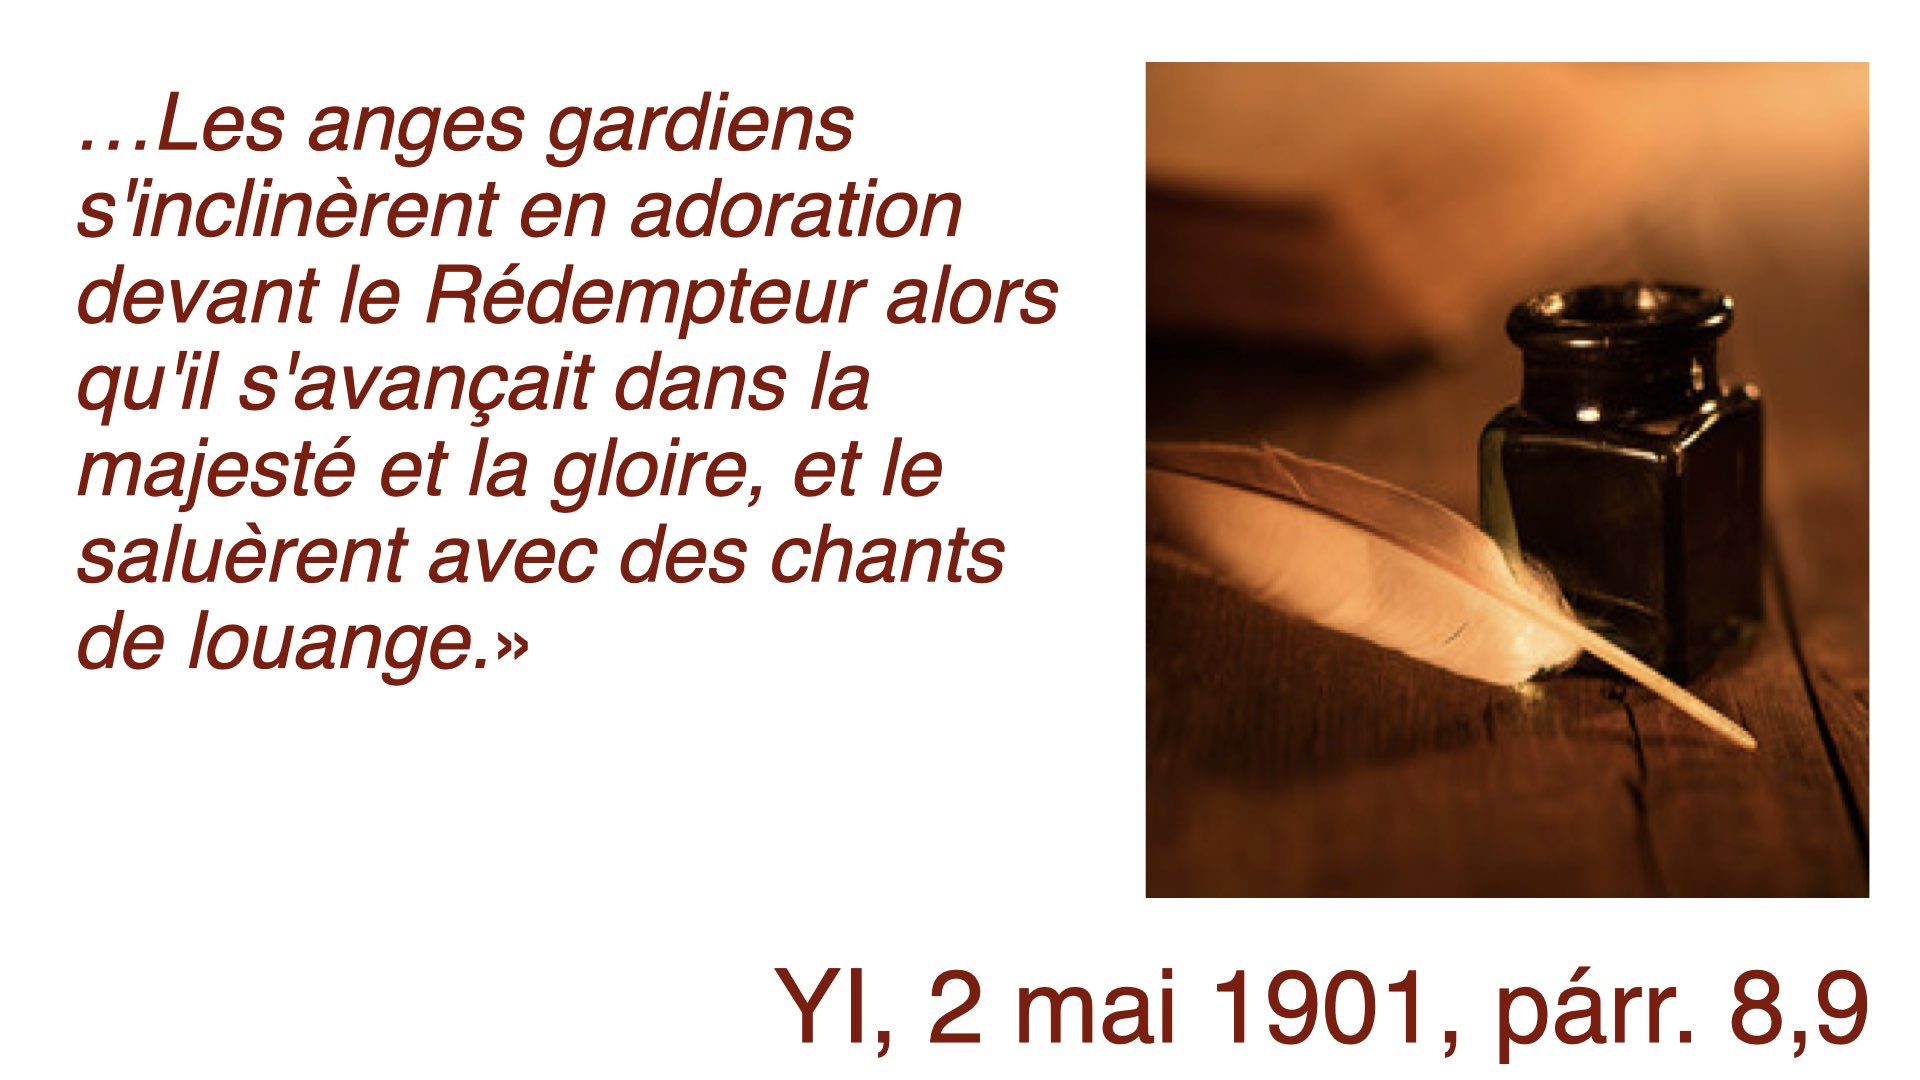 …Les anges gardiens
s'inclinèrent en adoration
devant le Rédempteur alors
qu'il s'avançait dans la
majesté et la gloire, et le
saluèrent avec des chants
de louange.»
YI, 2 mai 1901, párr. 8,9